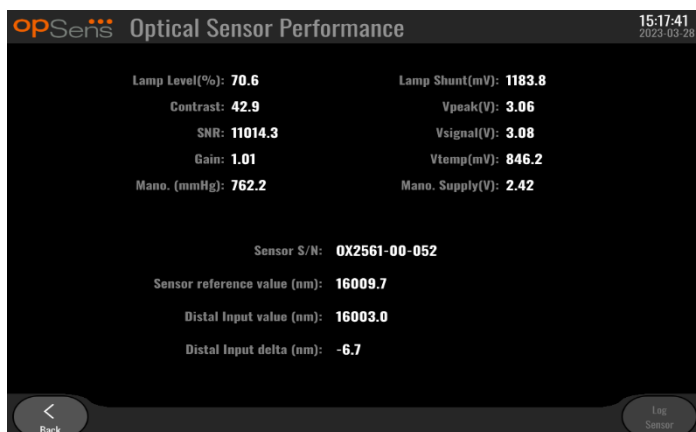 opSens Optical Sensor Performance 15:17:41
2023-03-28
Lamp Level(%): 70.6 Lamp Shunt(mV): 1183.8
Contrast: 42.9 Vpeak(V): 3.06
SNR: 11014.3 Vsignal(V): 3.08
Gain: 1.01 Vtemp(mV): 846.2
Mano. (mmHg): 762.2 Mano. Supply(V): 2.42
Sensor S/N: OX2561-00-052
Sensor reference value (nm): 16009.7
Distal Input value (nm): 16003.0
Distal Input delta (nm): -6.7
Back
Log
Sensor